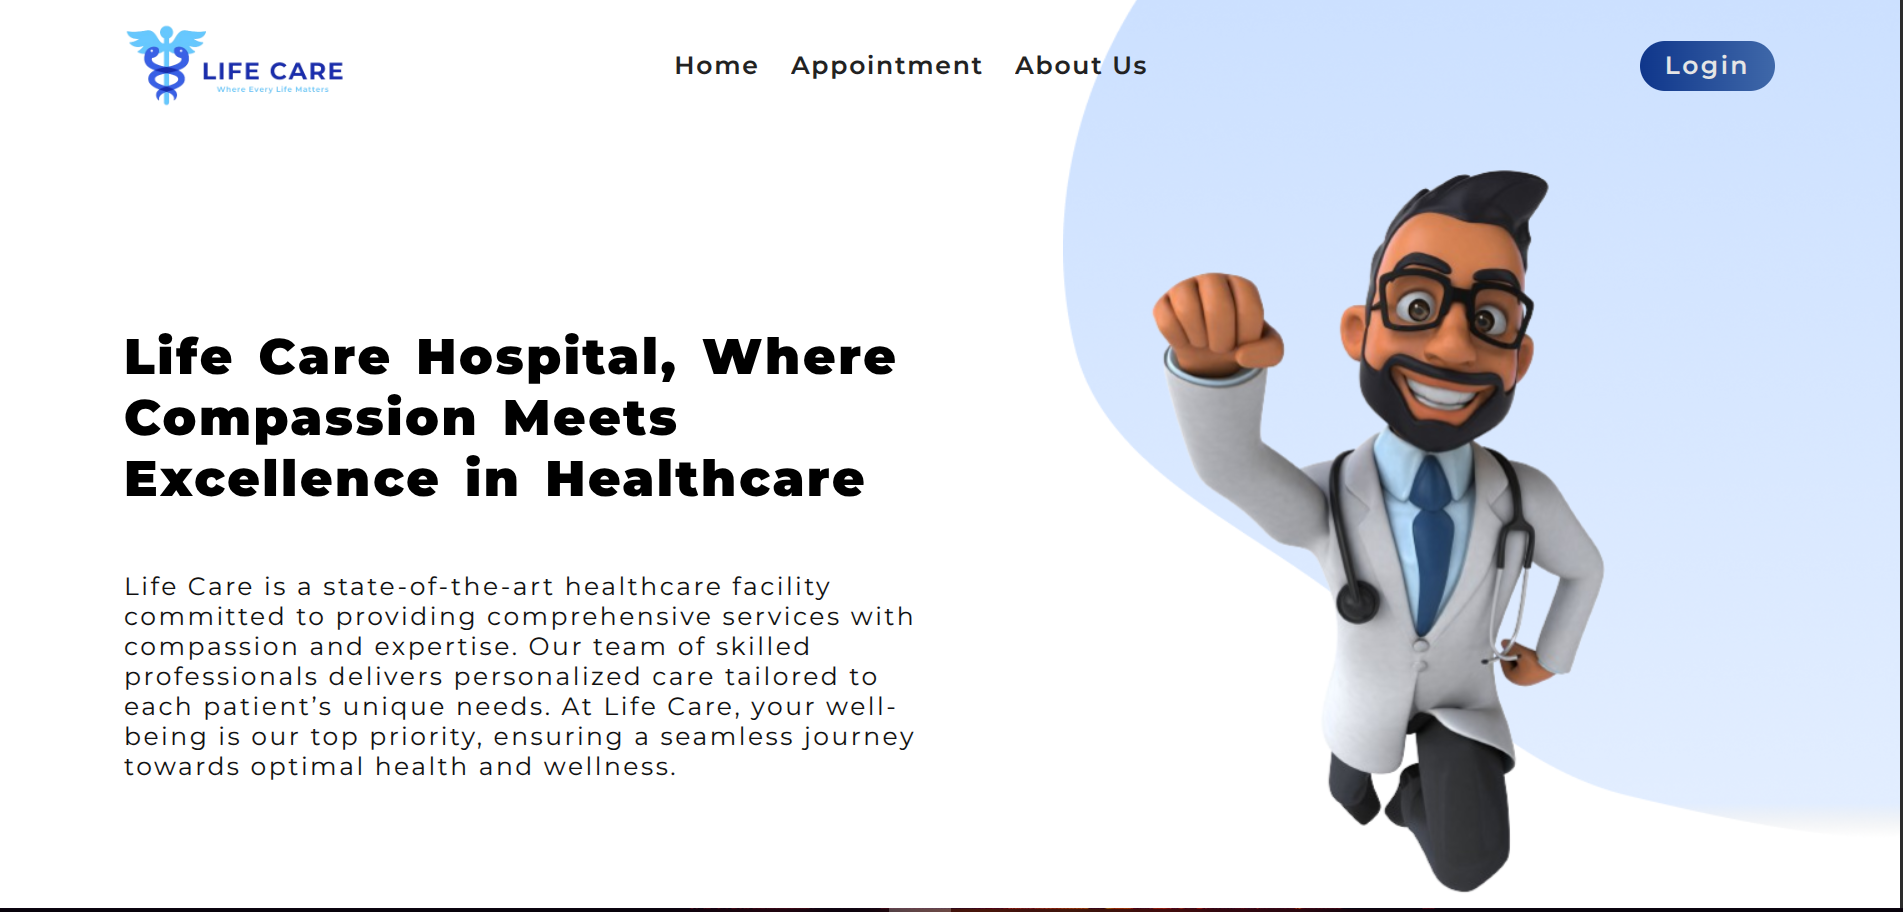 LIFE CARE
Where Every Life Matters
Home
Appointment
About Us
Login
Life Care Hospital, Where
Compassion Meets
Excellence in Healthcare
Life Care is a state-of-the-art healthcare facility
committed to providing comprehensive services with
compassion and expertise. Our team of skilled
professionals delivers personalized care tailored to
each patient’s unique needs. At Life Care, your well-
being is our top priority, ensuring a seamless journey
towards optimal health and wellness.